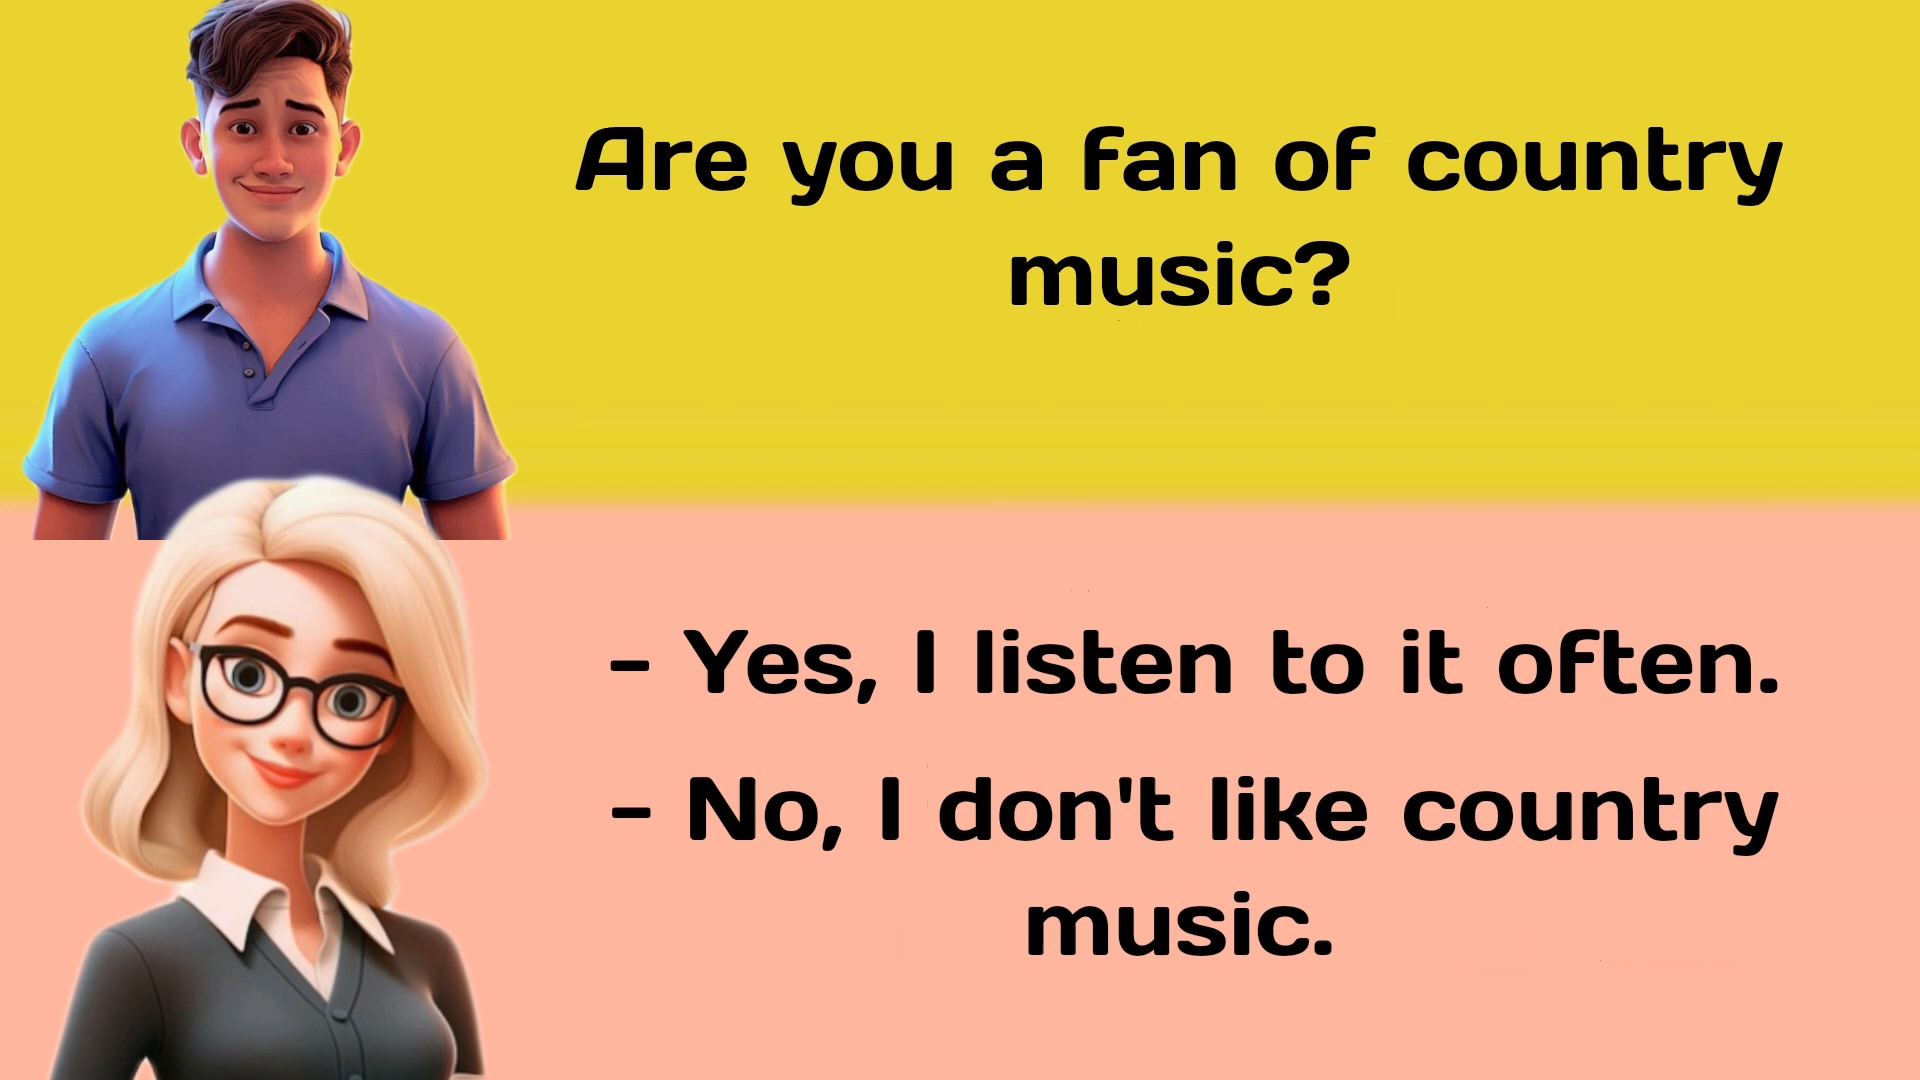 Are you a fan of country
music?
- Yes, I listen to it often.
- No, I don't like country
music.